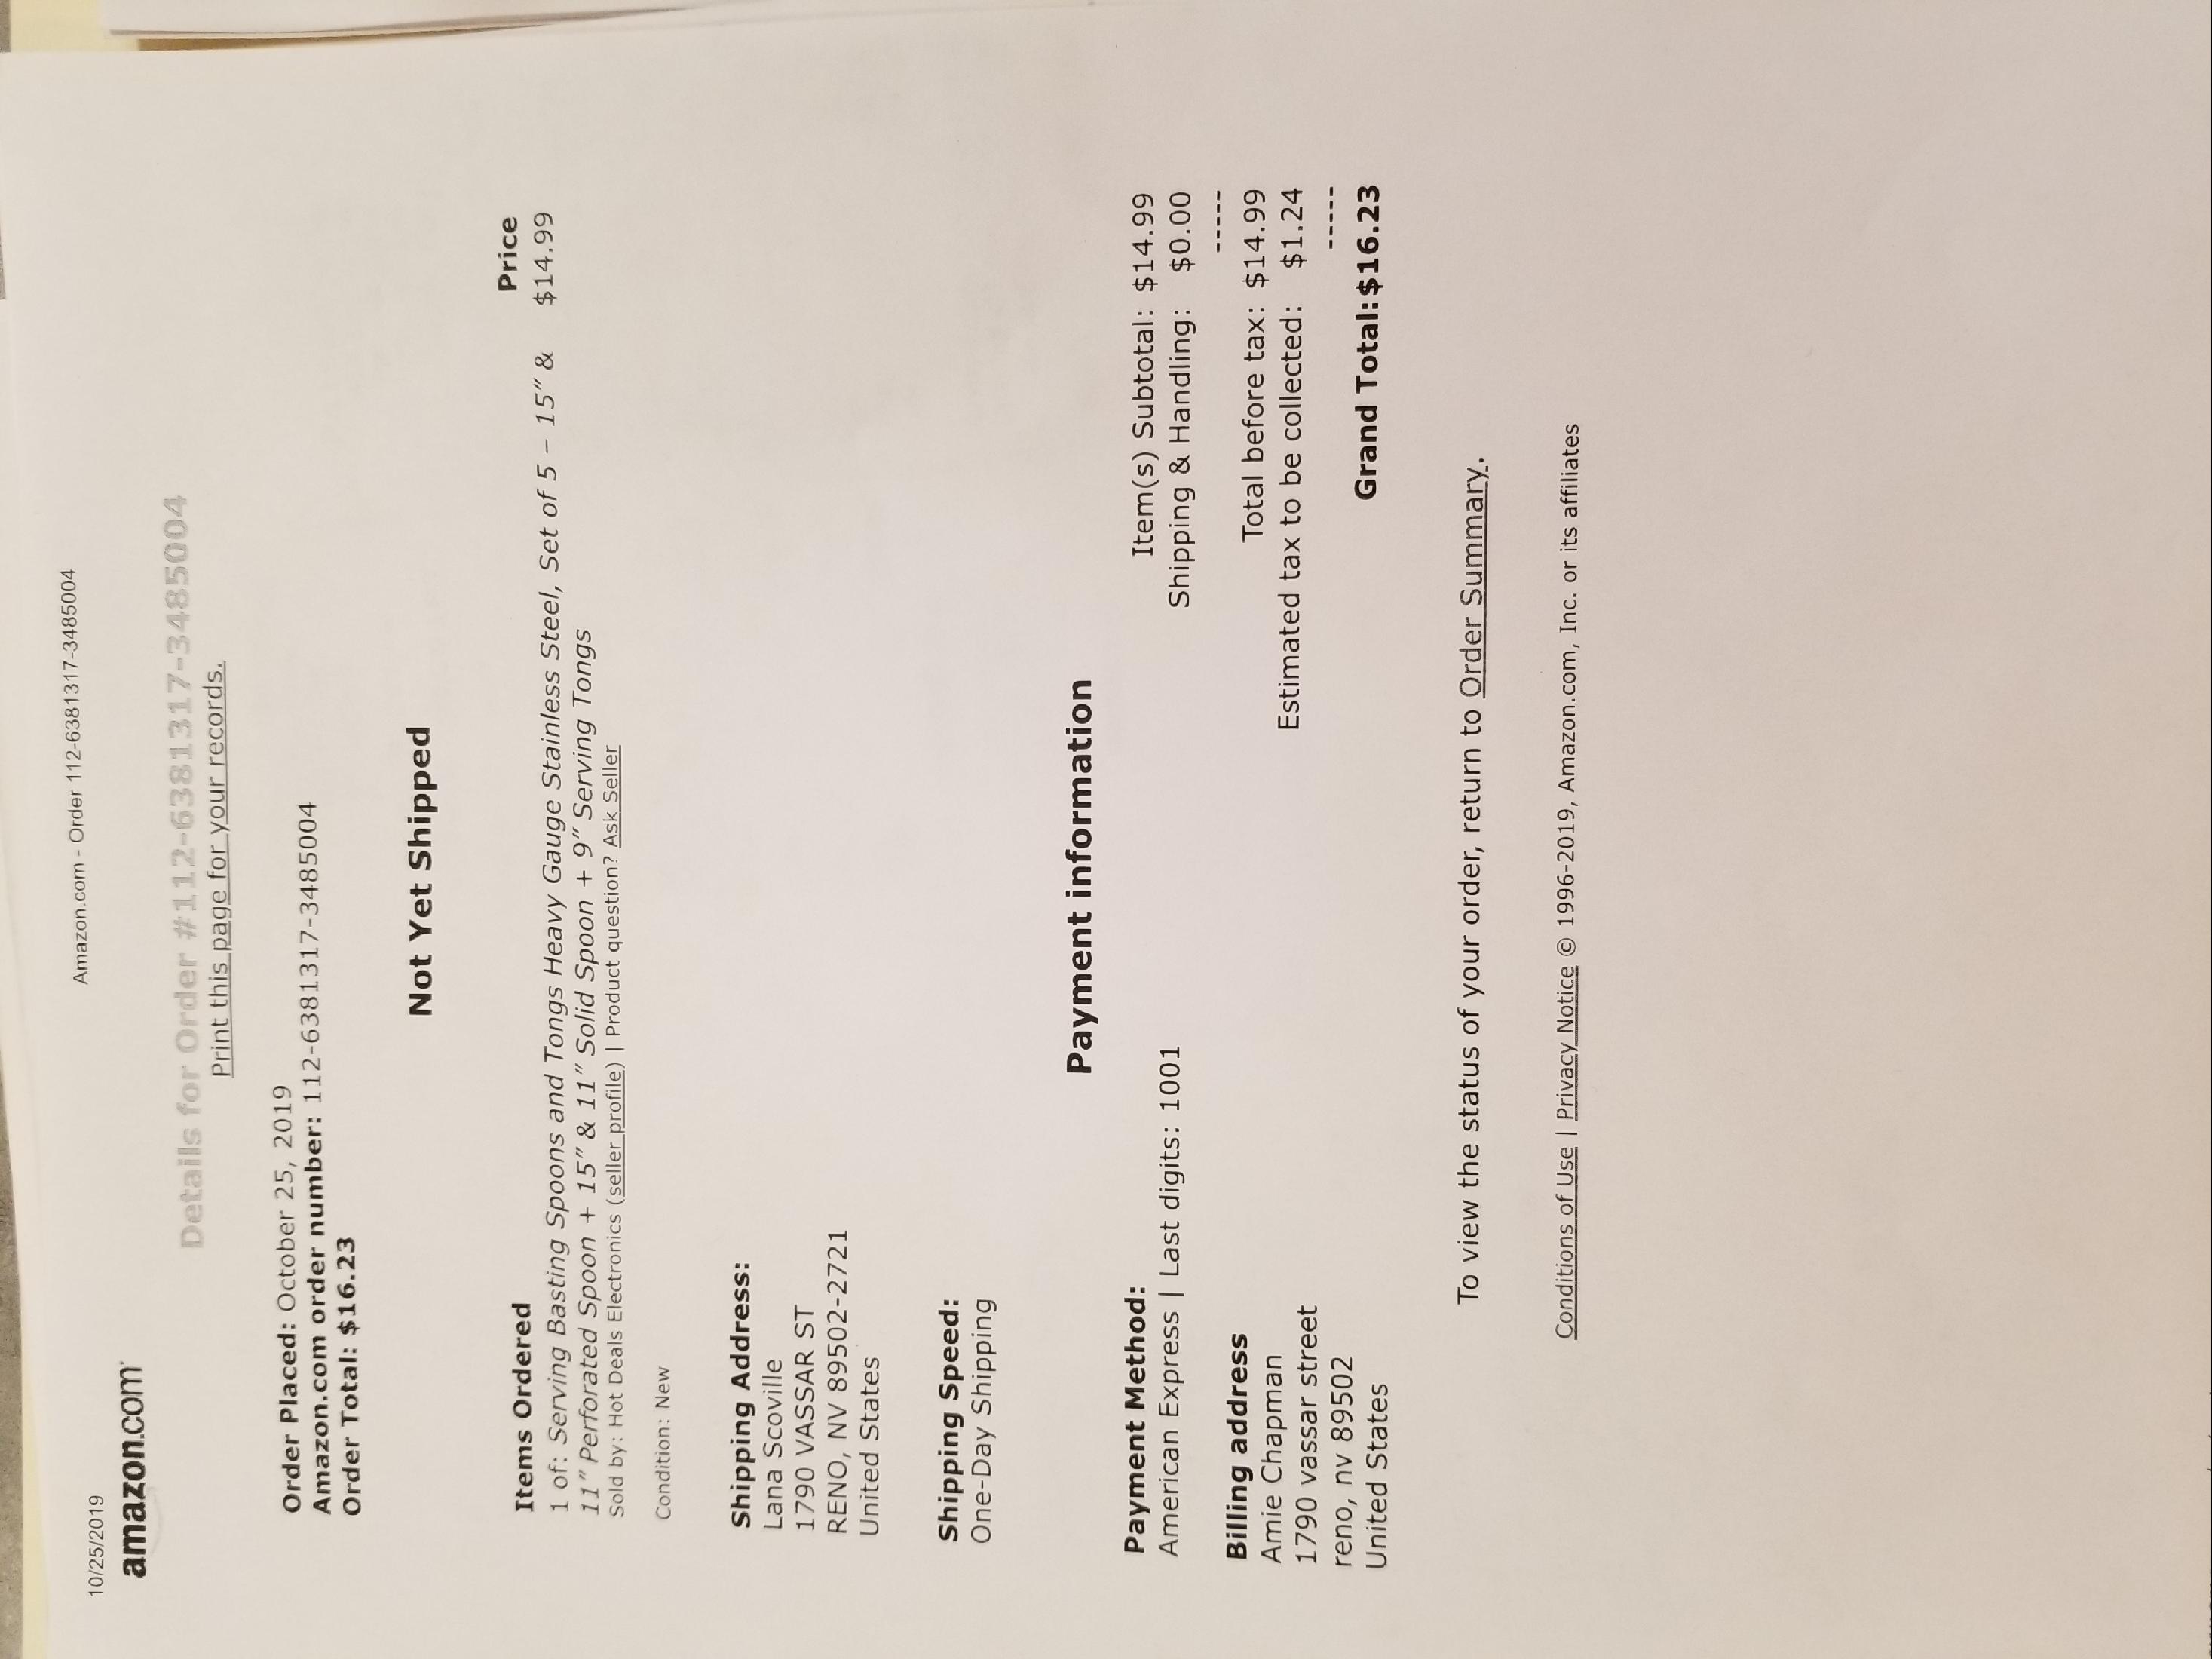 10/25/2019
Amazon.com - Order 112-6381317-3485004
amazon.com
Details for Order #112-6381317-3485004
Print this page for your records.
Order Placed: October 25, 2019
Amazon.com order number: 112-6381317-3485004
Order Total: $16.23
Not Yet Shipped
Items Ordered
Price
1 of: Serving Basting Spoons and Tongs Heavy Gauge Stainless Steel, Set of 5 – 15” &
$14.99
11” Perforated Spoon + 15” & 11” Solid Spoon + 9” Serving Tongs
Sold by: Hot Deals Electronics (seller profile) | Product question? Ask Seller
Condition: New
Shipping Address:
Lana Scoville
1790 VASSAR ST
RENO, NV 89502-2721
United States
Shipping Speed:
One-Day Shipping
Payment information
Payment Method:
American Express | Last digits: 1001
Billing address
Amie Chapman
1790 vassar street
reno, nv 89502
United States
Item(s) Subtotal: $14.99
Shipping & Handling: $0.00
-----
Total before tax: $14.99
Estimated tax to be collected: $1.24
-----
Grand Total:$16.23
To view the status of your order, return to Order Summary.
Conditions of Use | Privacy Notice © 1996-2019, Amazon.com, Inc. or its affiliates